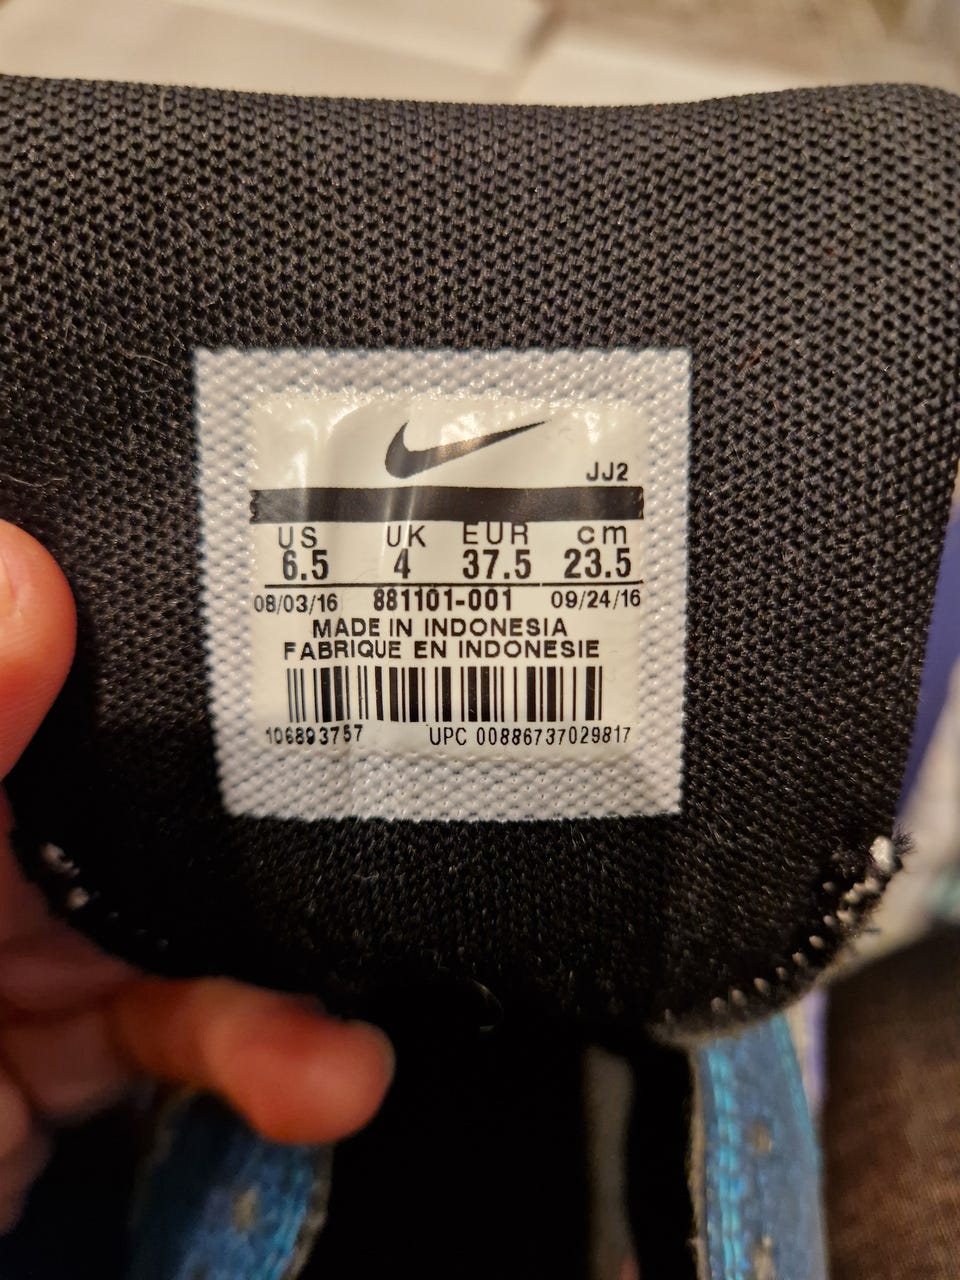 JJ2
US UK EUR cm
6.5 4 37.5 23.5
08/03/16 881101-001 09/24/16
MADE IN INDONESIA
FABRIQUE EN INDONESIE
106893757 UPC 00886737029817